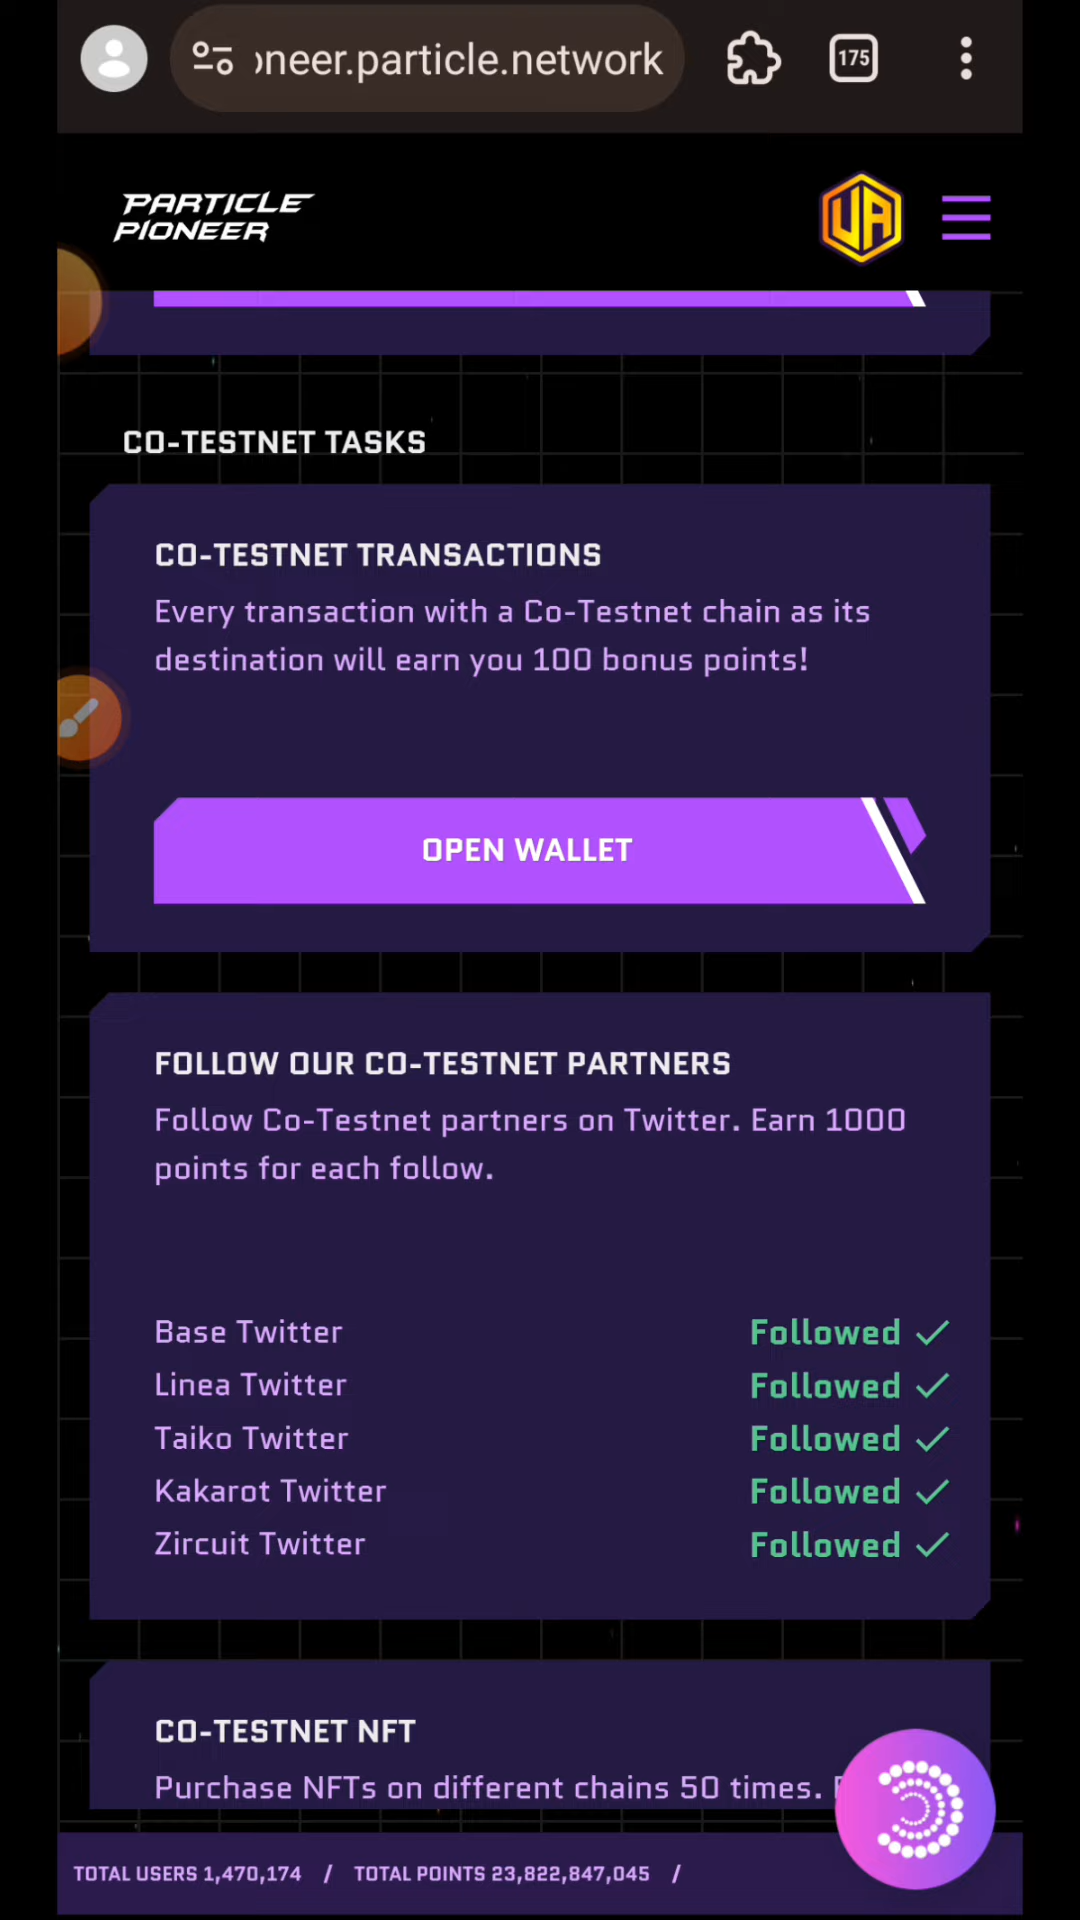 oneer.particle.network
175
PARTICLE
PIONEER
UA
CO-TESTNET TASKS
CO-TESTNET TRANSACTIONS
Every transaction with a Co-Testnet chain as its
destination will earn you 100 bonus points!
OPEN WALLET
FOLLOW OUR CO-TESTNET PARTNERS
Follow Co-Testnet partners on Twitter. Earn 1000
points for each follow.
Base Twitter Followed
Linea Twitter Followed
Taiko Twitter Followed
Kakarot Twitter Followed
Zircuit Twitter Followed
CO-TESTNET NFT
Purchase NFTs on different chains 50 times.
TOTAL USERS 1,470,174 / TOTAL POINTS 23,822,847,045 /